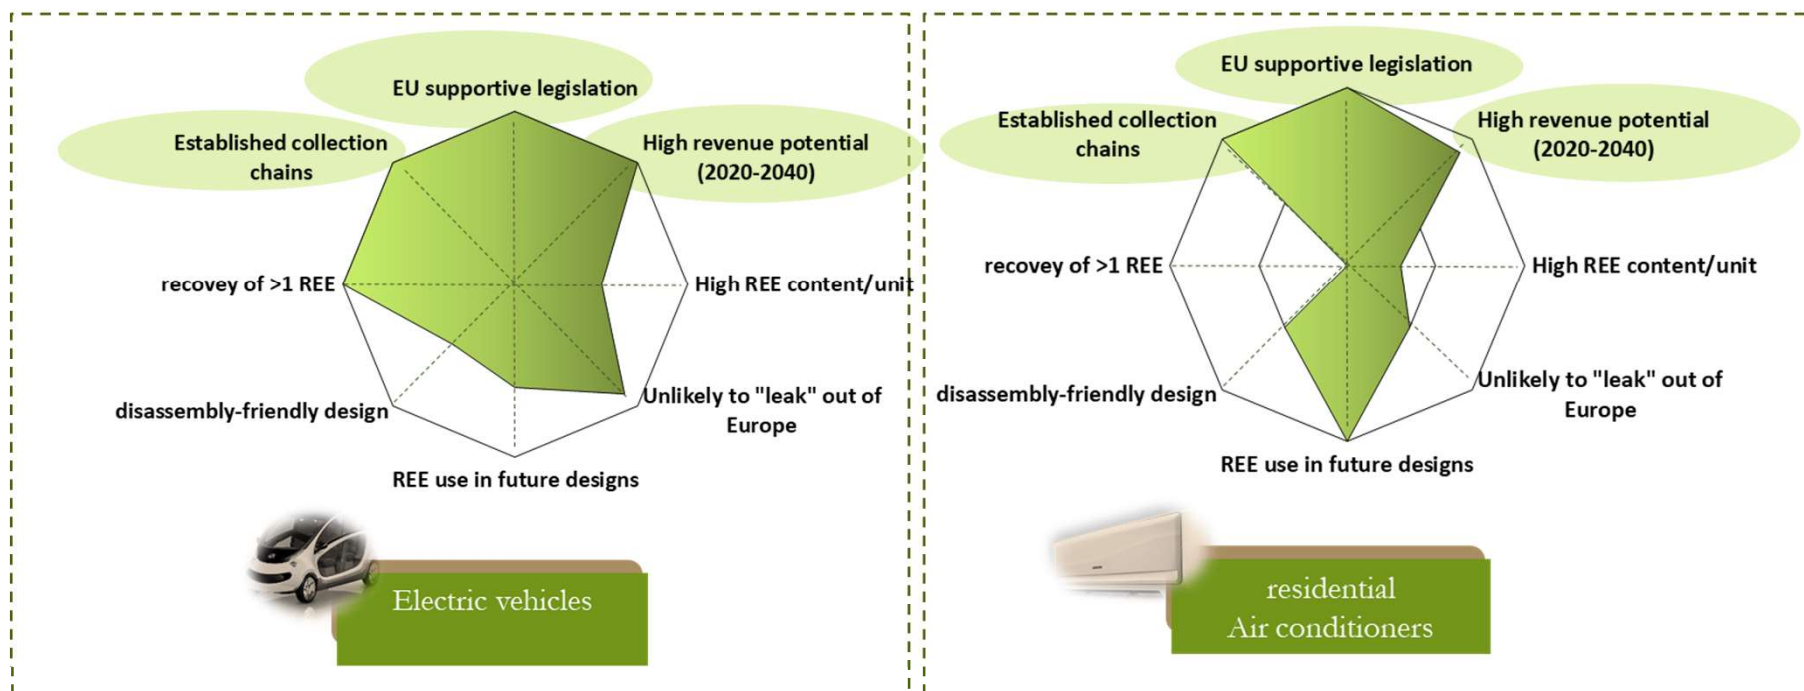 EU supportive legislation
Established collection
chains
High revenue potential
(2020-2040)
recovey of >1 REE
High REE content/unit
disassembly-friendly design
Unlikely to "leak" out of
Europe
REE use in future designs
Electric vehicles
EU supportive legislation
Established collection
chains
High revenue potential
(2020-2040)
recovey of >1 REE
High REE content/unit
disassembly-friendly design
Unlikely to "leak" out of
Europe
REE use in future designs
residential
Air conditioners